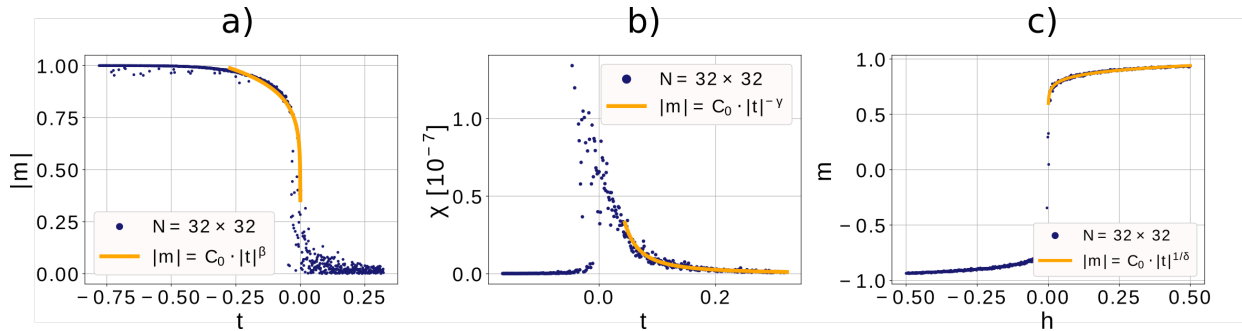 a)
|m|
1.00
0.75
0.50
0.25
0.00
N = 32 × 32
|m| = C₀ · |t|ᵝ
−0.75 −0.50 −0.25 0.00 0.25
t
b)
χ [10⁻⁷]
1.0
0.5
0.0
N = 32 × 32
|m| = C₀ · |t|⁻ᵞ
0.0 0.2
t
c)
m
1.0
0.5
0.0
−0.5
−1.0
N = 32 × 32
|m| = C₀ · |t|^{1/δ}
−0.50 −0.25 0.00 0.25 0.50
h